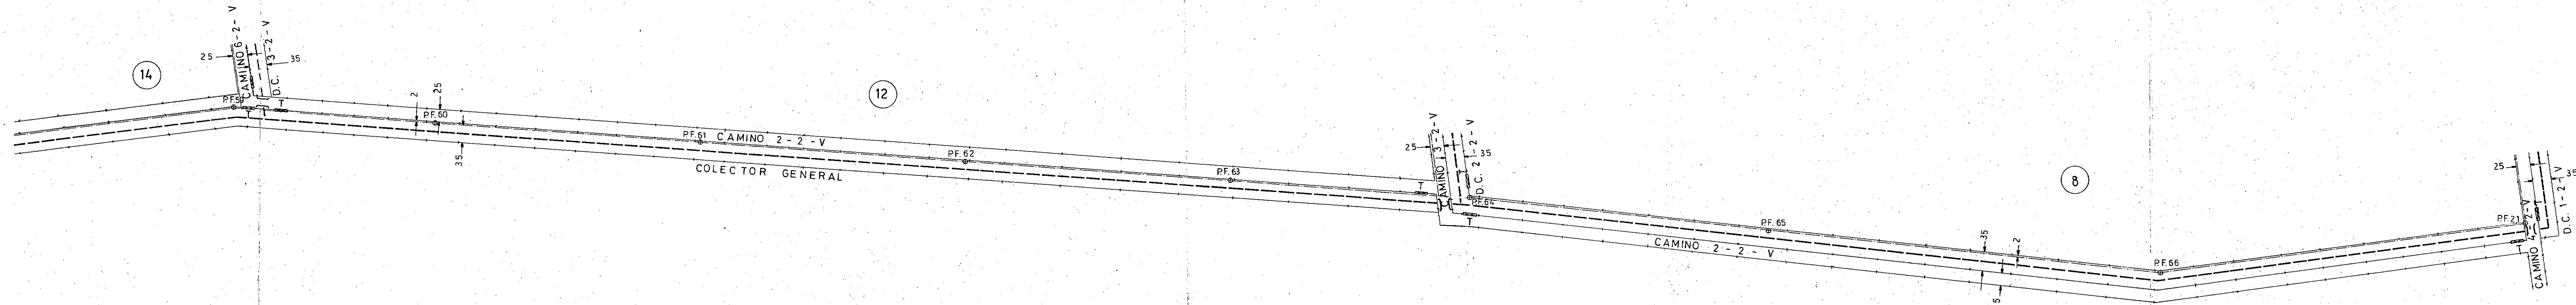 14
25
CAMINO 6-2-V
D.C. 3-2-V
35
P.F.59
T
T
2
25
P.F.60
35
P.F.61
CAMINO 2-2-V
COLECTOR GENERAL
12
P.F.62
P.F.63
T
25
CAMINO 3-2-V
D.C. 2-2-V
35
T
P.F.64
T
P.F.65
CAMINO 2-2-V
8
35
2
5
P.F.66
25
P.F.21
T
CAMINO 4-2-V
D.C. 1-2-V
35